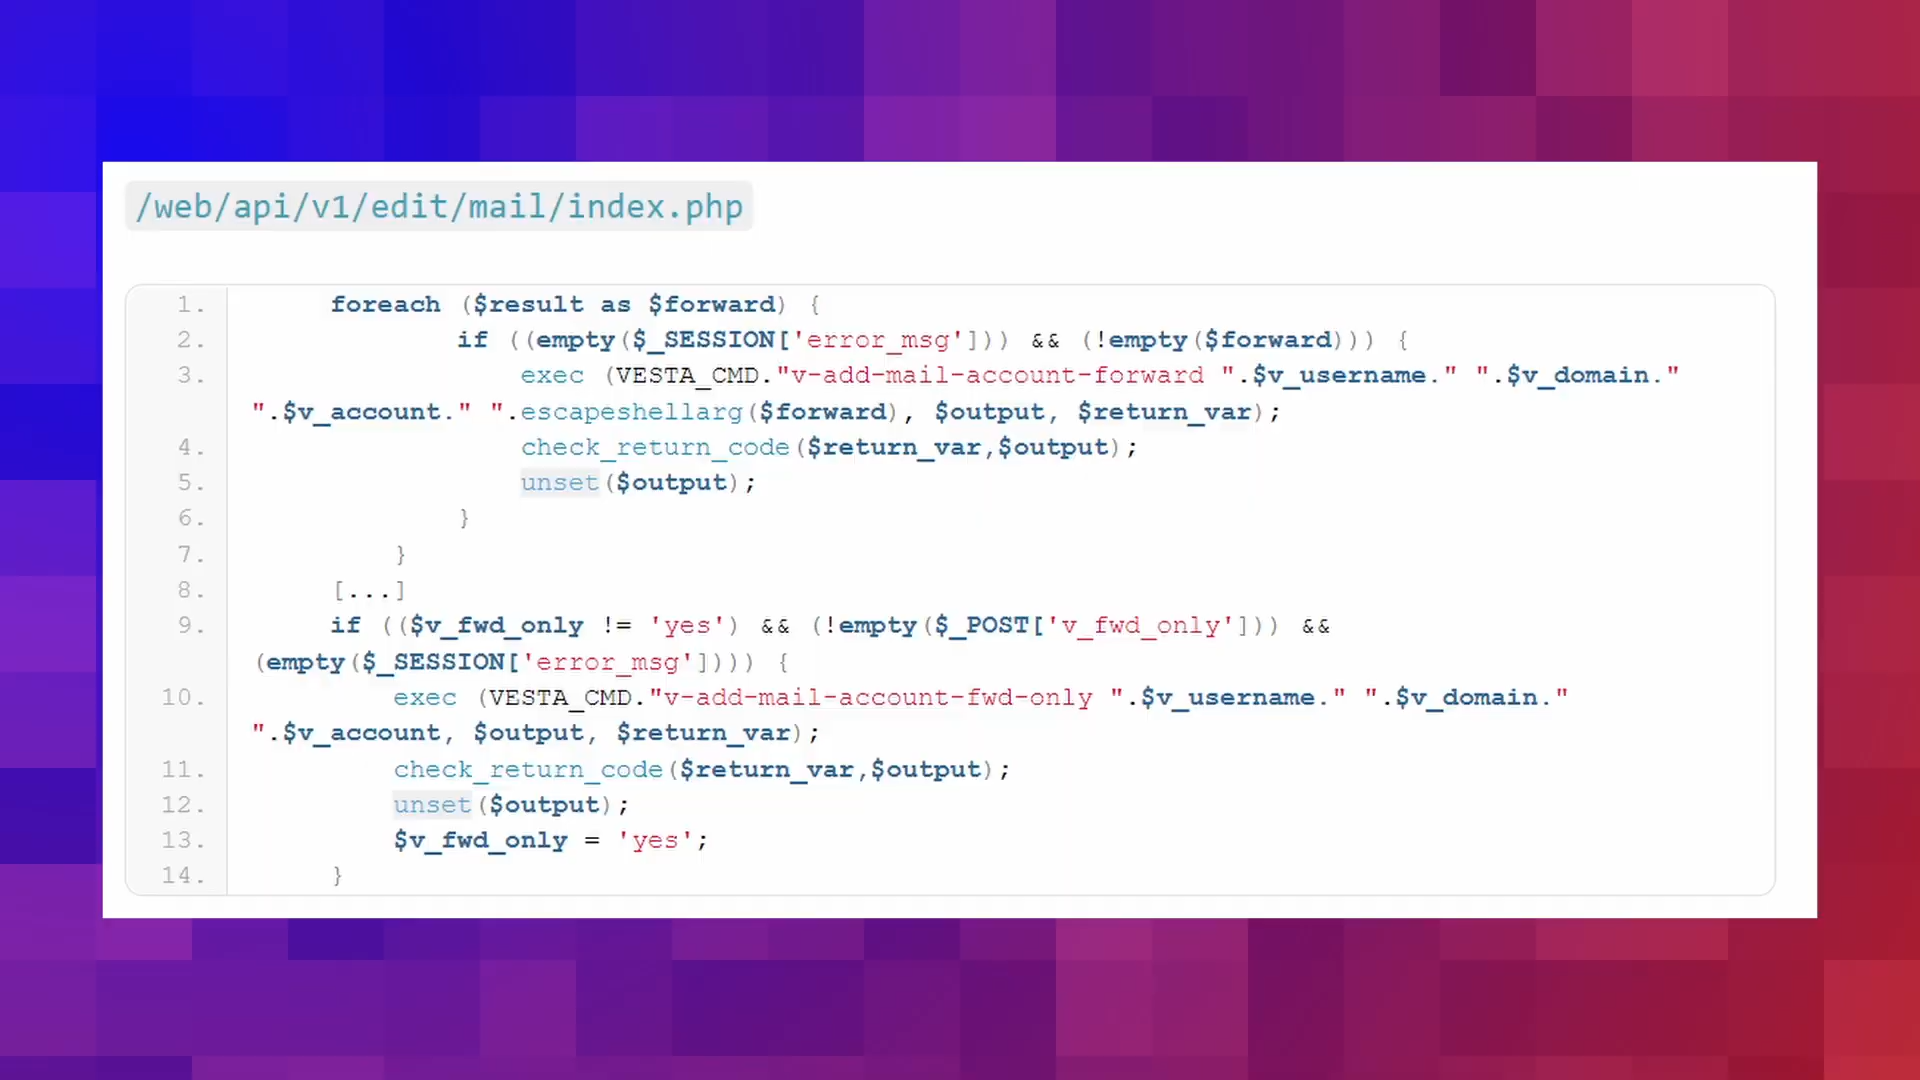 /web/api/v1/edit/mail/index.php
1. foreach ($result as $forward) {
2. if ((empty($_SESSION['error_msg'])) && (!empty($forward))) {
3. exec (VESTA_CMD."v-add-mail-account-forward ".$v_username." ".$v_domain."
".$v_account." ".escapeshellarg($forward), $output, $return_var);
4. check_return_code($return_var,$output);
5. unset($output);
6. }
7. }
8. [...]
9. if (($v_fwd_only != 'yes') && (!empty($_POST['v_fwd_only'])) &&
(empty($_SESSION['error_msg']))) {
10. exec (VESTA_CMD."v-add-mail-account-fwd-only ".$v_username." ".$v_domain."
".$v_account, $output, $return_var);
11. check_return_code($return_var,$output);
12. unset($output);
13. $v_fwd_only = 'yes';
14. }